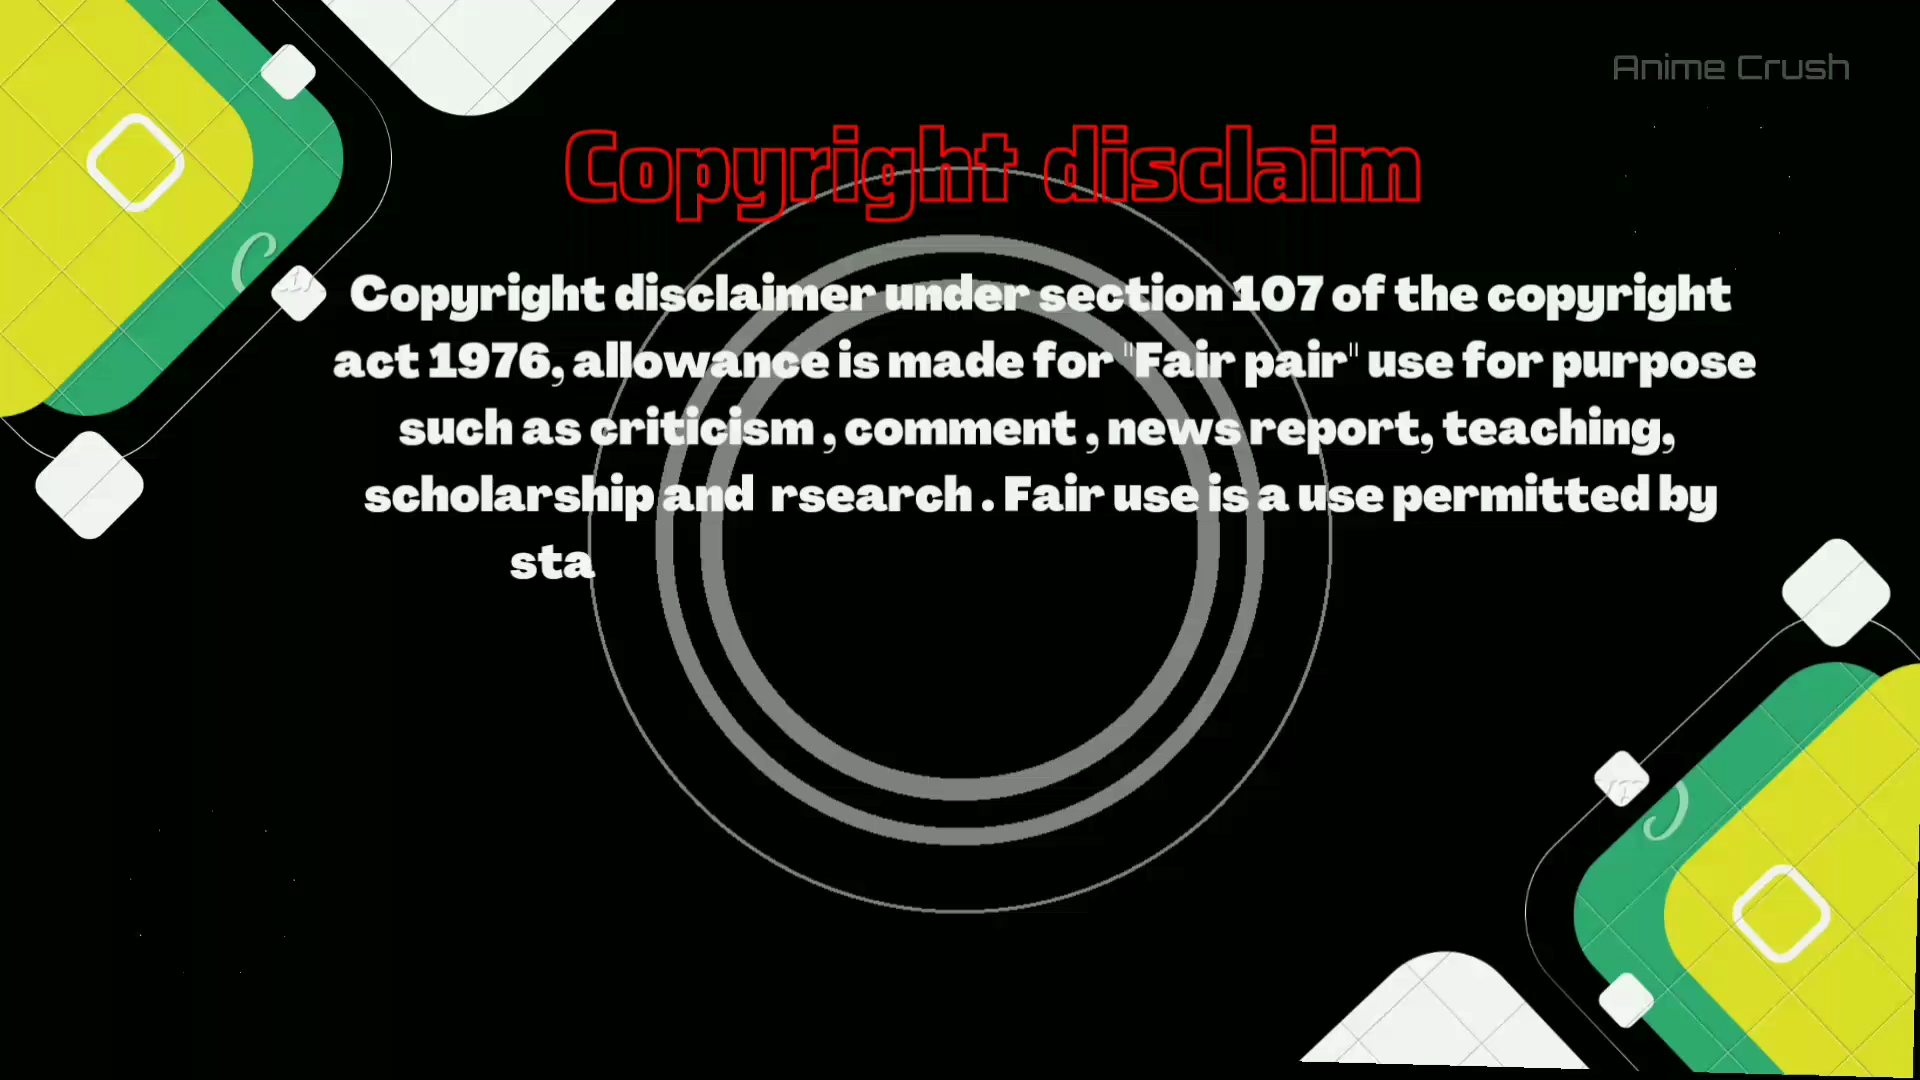 Anime Crush
Copyright disclaim
Copyright disclaimer under section 107 of the copyright
act 1976, allowance is made for "Fair pair" use for purpose
such as criticism , comment , news report, teaching,
scholarship and rsearch . Fair use is a use permitted by
sta